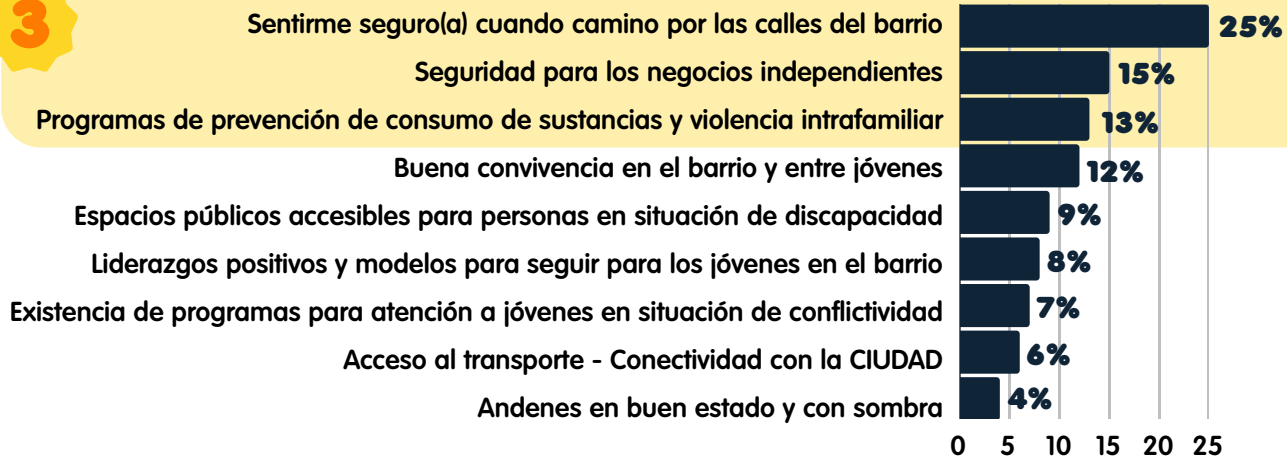 3
Sentirme seguro(a) cuando camino por las calles del barrio 25%
Seguridad para los negocios independientes 15%
Programas de prevención de consumo de sustancias y violencia intrafamiliar 13%
Buena convivencia en el barrio y entre jóvenes 12%
Espacios públicos accesibles para personas en situación de discapacidad 9%
Liderazgos positivos y modelos para seguir para los jóvenes en el barrio 8%
Existencia de programas para atención a jóvenes en situación de conflictividad 7%
Acceso al transporte - Conectividad con la CIUDAD 6%
Andenes en buen estado y con sombra 4%
0 5 10 15 20 25